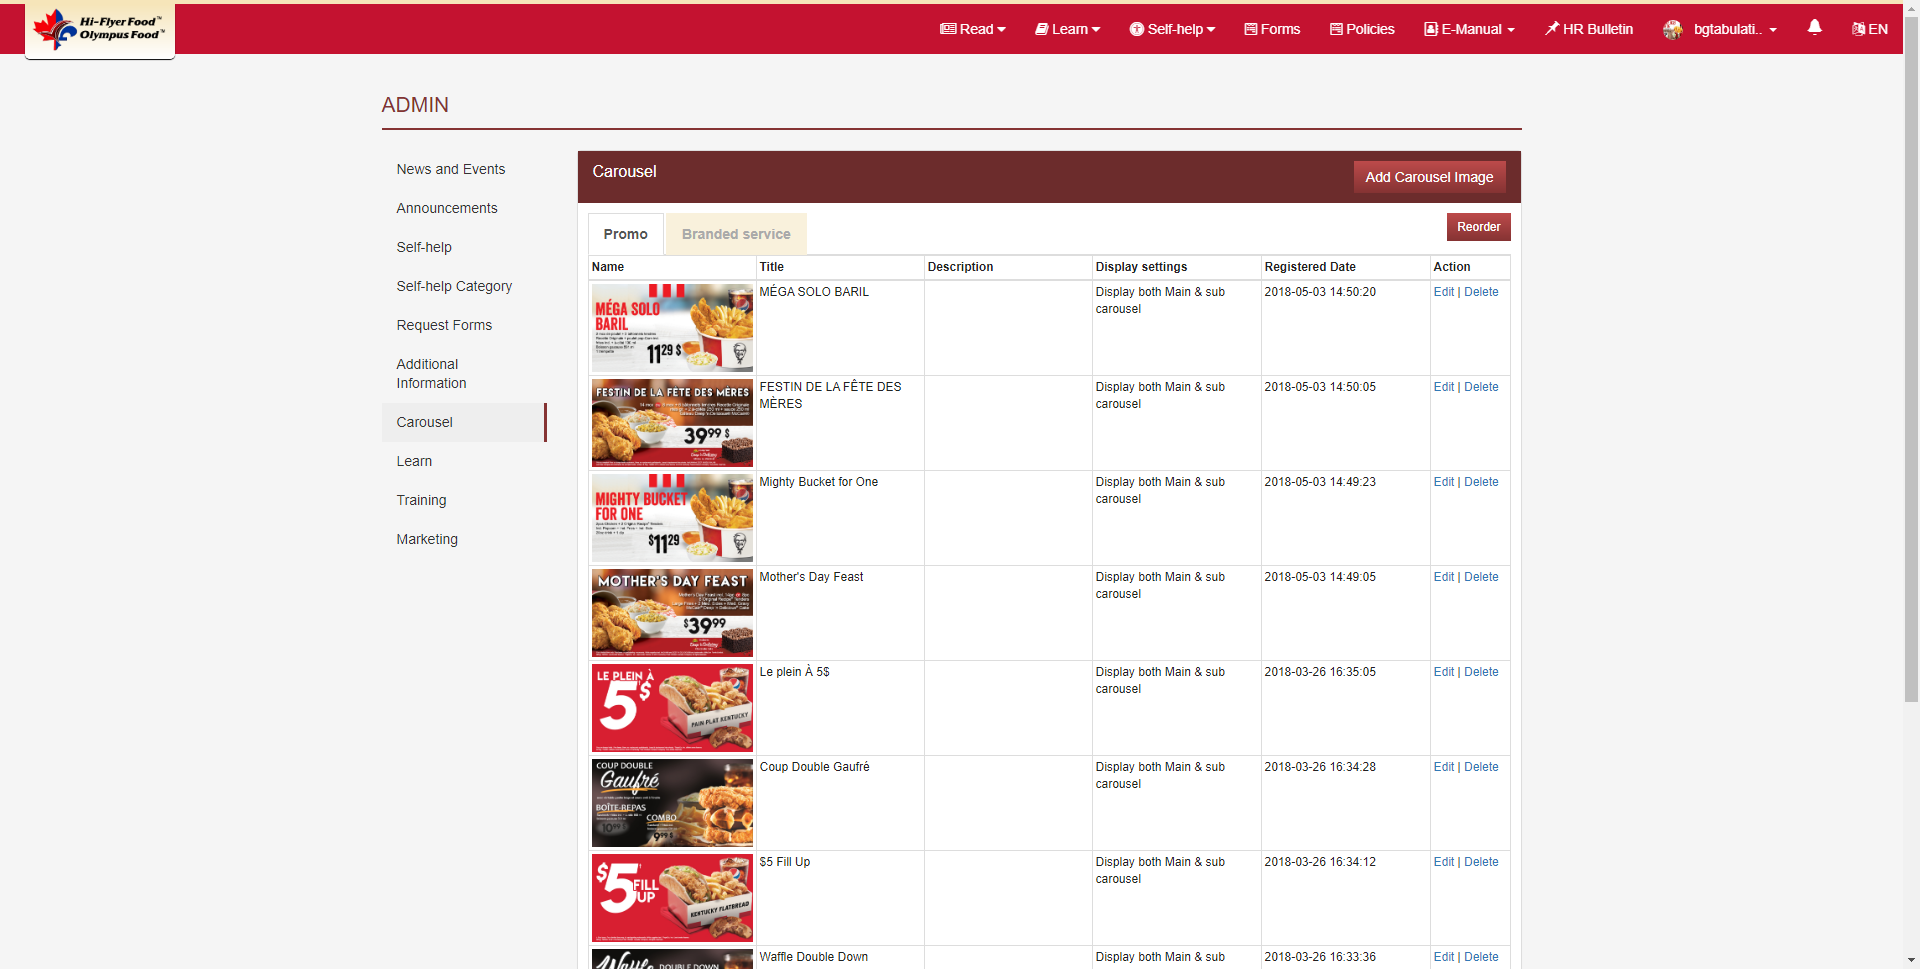 Hi-Flyer Food™
Olympus Food™
Read
Learn
Self-help
Forms
Policies
E-Manual
HR Bulletin
bgtabulati..
EN
ADMIN
News and Events
Announcements
Self-help
Self-help Category
Request Forms
Additional
Information
Carousel
Learn
Training
Marketing
Carousel
Add Carousel Image
Promo
Branded service
Reorder
Name Title Description Display settings Registered Date Action
MÉGA SOLO
BARIL
11 29 $
MÉGA SOLO BARIL
Display both Main & sub
carousel
2018-05-03 14:50:20
Edit | Delete
FESTIN DE LA FÊTE DES MÈRES
39 99 $
FESTIN DE LA FÊTE DES
MÈRES
Display both Main & sub
carousel
2018-05-03 14:50:05
Edit | Delete
MIGHTY BUCKET
FOR ONE
$11 29
Mighty Bucket for One
Display both Main & sub
carousel
2018-05-03 14:49:23
Edit | Delete
MOTHER'S DAY FEAST
$39 99
Mother's Day Feast
Display both Main & sub
carousel
2018-05-03 14:49:05
Edit | Delete
LE PLEIN À
5$
PAIN-PLAT KENTUCKY
Le plein À 5$
Display both Main & sub
carousel
2018-03-26 16:35:05
Edit | Delete
COUP DOUBLE
Gaufré
BOÎTE-REPAS
COMBO
Coup Double Gaufré
Display both Main & sub
carousel
2018-03-26 16:34:28
Edit | Delete
$5 FILL
UP
KENTUCKY FLATBREAD
$5 Fill Up
Display both Main & sub
carousel
2018-03-26 16:34:12
Edit | Delete
Waffle DOUBLE DOWN
Waffle Double Down
Display both Main & sub
2018-03-26 16:33:36
Edit | Delete